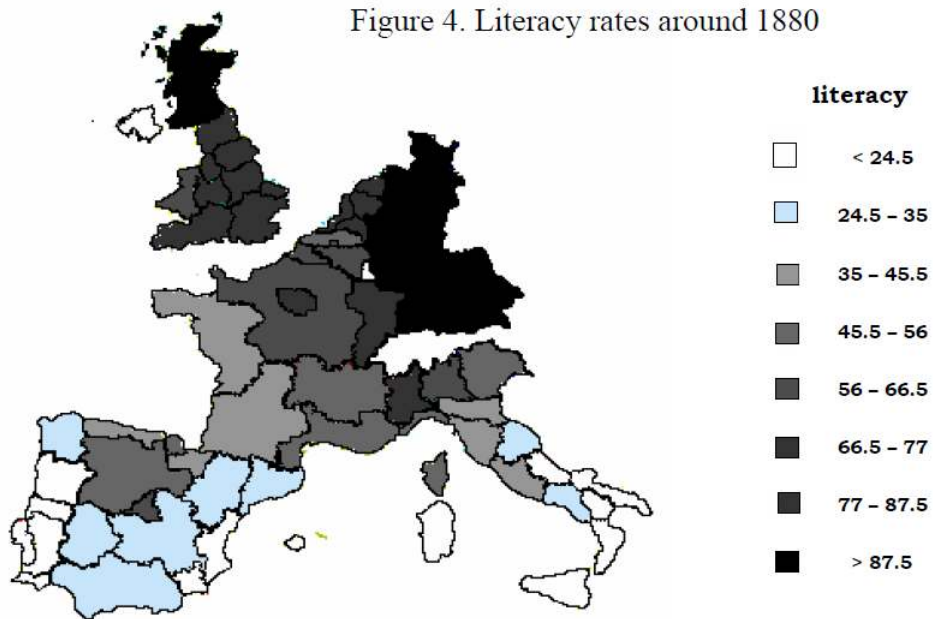 Figure 4. Literacy rates around 1880
literacy
< 24.5
24.5 – 35
35 – 45.5
45.5 – 56
56 – 66.5
66.5 – 77
77 – 87.5
> 87.5